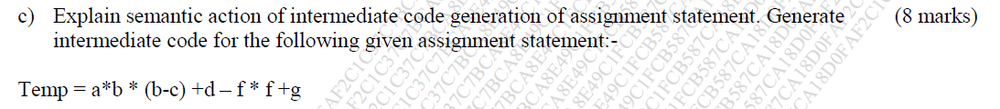 c) Explain semantic action of intermediate code generation of assignment statement. Generate (8 marks)
intermediate code for the following given assignment statement:-
Temp = a*b * (b-c) +d – f * f +g